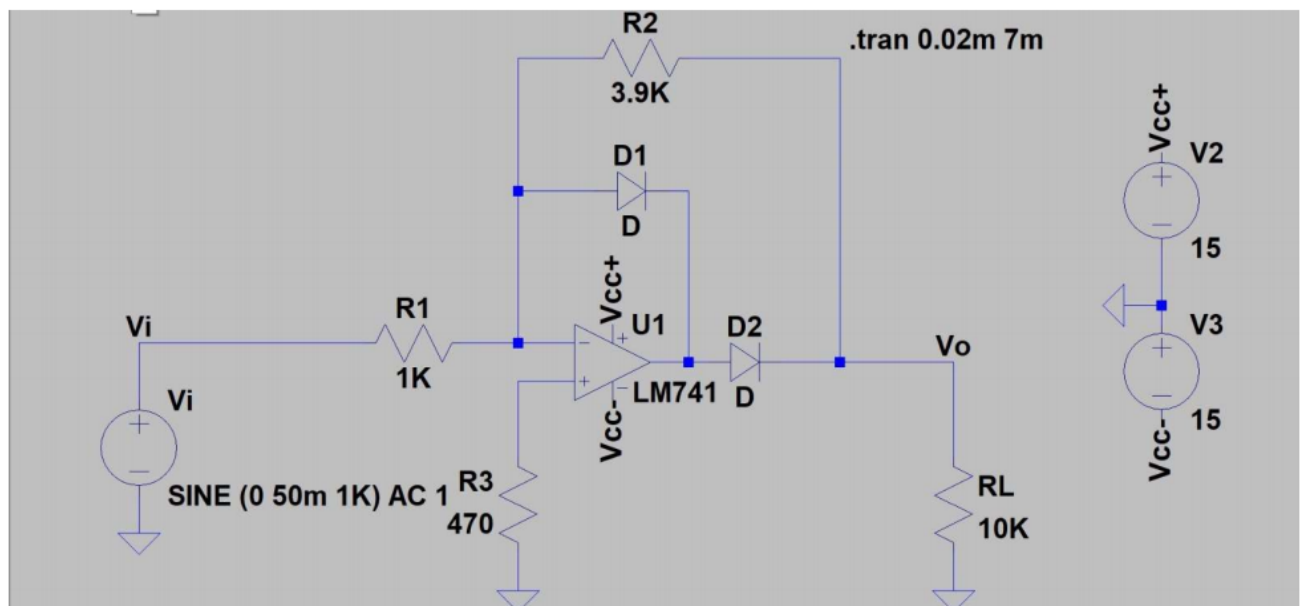 R2
.tran 0.02m 7m
3.9K
Vcc+
V2
D1
D
15
Vcc+
R1
U1
D2
V3
Vi
Vo
1K
LM741
D
Vi
Vcc-
15
Vcc-
SINE (0 50m 1K) AC 1
R3
470
RL
10K